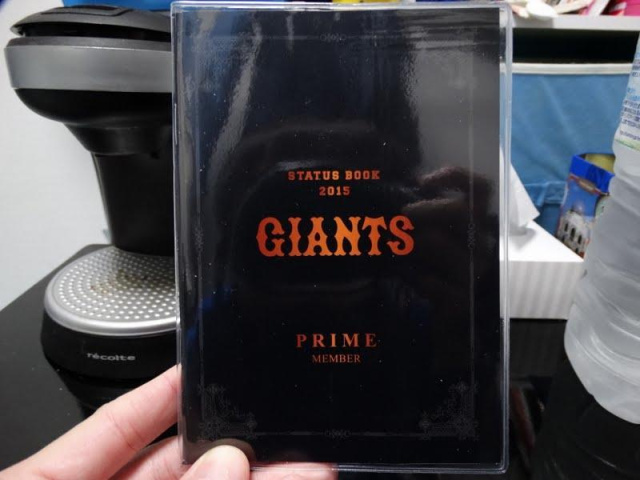 STATUS BOOK
2015
GIANTS
PRIME
MEMBER
récolte